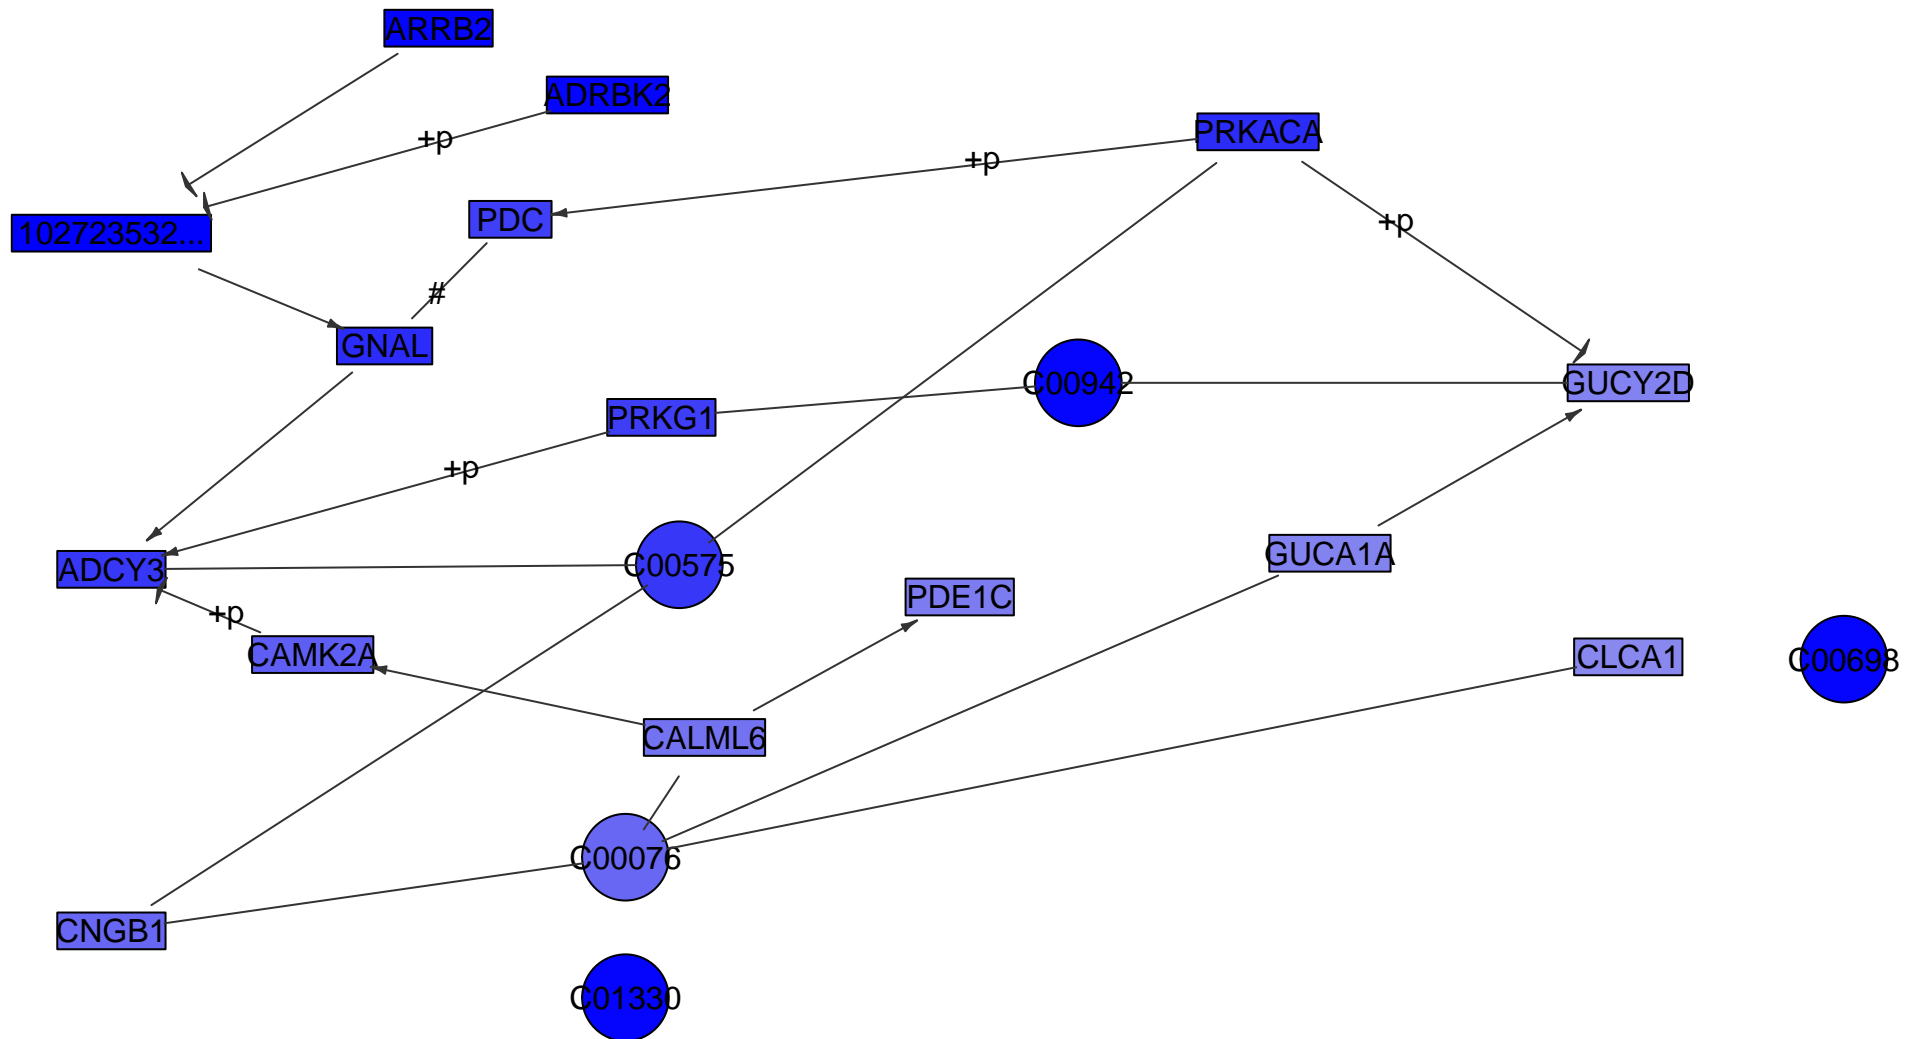 ARRB2
ADRBK2
+p
PRKACA
+p
102723532...
PDC
+p
#
GNAL
C00942
GUCY2D
PRKG1
+p
ADCY3
C00575
GUCA1A
PDE1C
+p
CAMK2A
CLCA1
C00698
CALML6
C00076
CNGB1
C01330